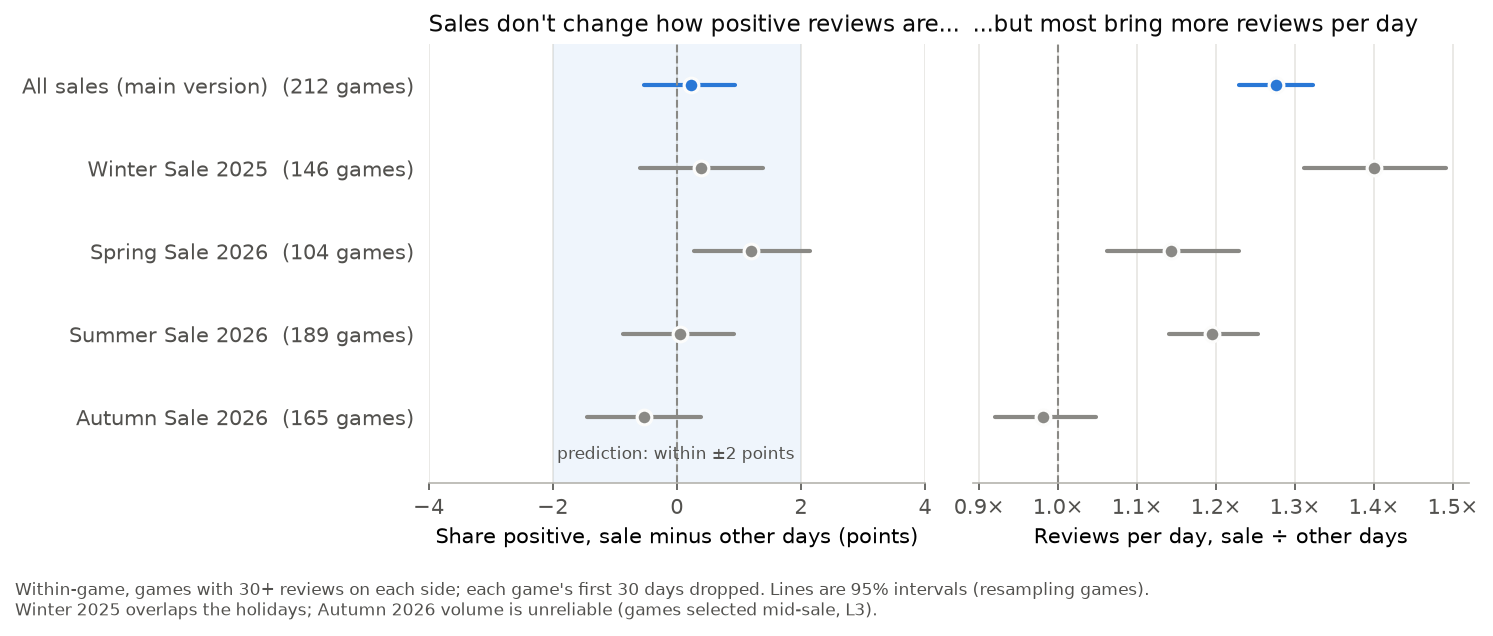 Sales don't change how positive reviews are...
...but most bring more reviews per day
All sales (main version) (212 games)
Winter Sale 2025 (146 games)
Spring Sale 2026 (104 games)
Summer Sale 2026 (189 games)
Autumn Sale 2026 (165 games)
prediction: within ±2 points
−4 −2 0 2 4
0.9× 1.0× 1.1× 1.2× 1.3× 1.4× 1.5×
Share positive, sale minus other days (points)
Reviews per day, sale ÷ other days
Within-game, games with 30+ reviews on each side; each game's first 30 days dropped. Lines are 95% intervals (resampling games).
Winter 2025 overlaps the holidays; Autumn 2026 volume is unreliable (games selected mid-sale, L3).